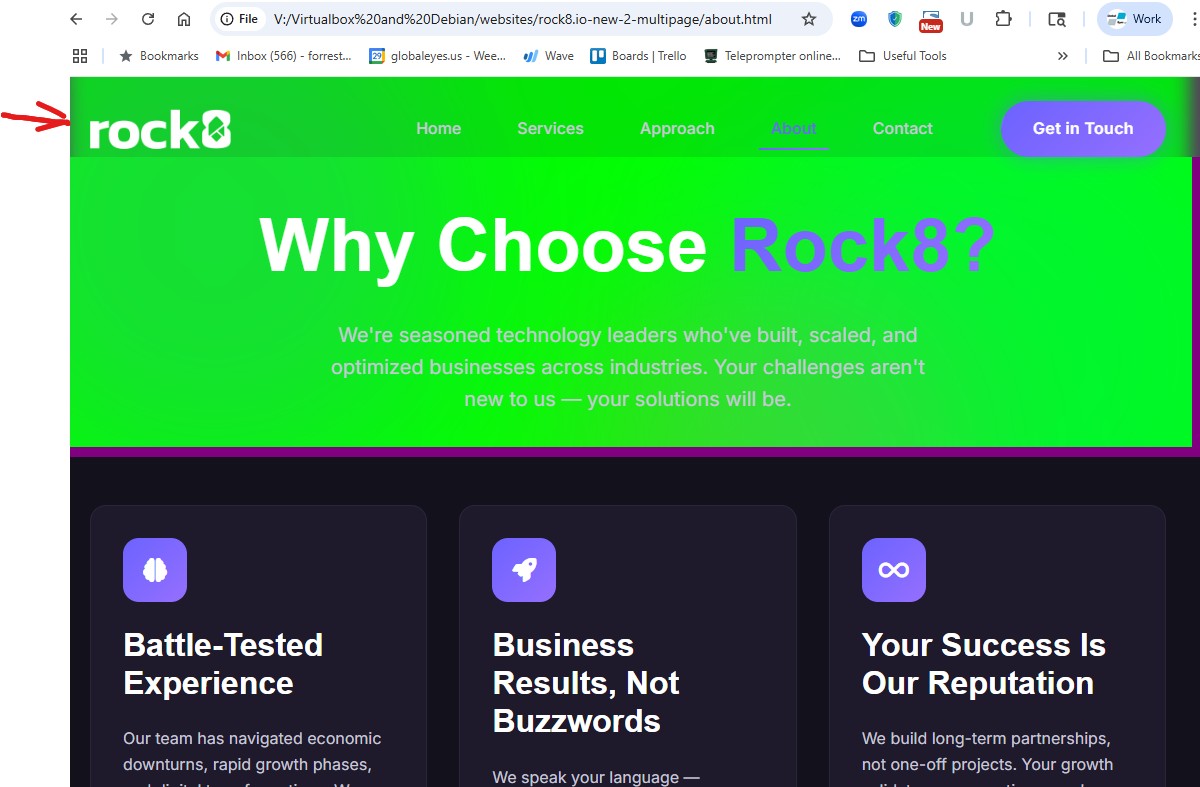 File
V:/Virtualbox%20and%20Debian/websites/rock8.io-new-2-multipage/about.html
zm
New
U
Work
Bookmarks
Inbox (566) - forrest...
29
globaleyes.us - Wee...
Wave
Boards | Trello
Teleprompter online...
Useful Tools
»
All Bookmarks
rock8
Home
Services
Approach
About
Contact
Get in Touch
Why Choose Rock8?
We're seasoned technology leaders who've built, scaled, and
optimized businesses across industries. Your challenges aren't
new to us — your solutions will be.
Battle-Tested
Experience
Our team has navigated economic
downturns, rapid growth phases,
Business
Results, Not
Buzzwords
We speak your language —
Your Success Is
Our Reputation
We build long-term partnerships,
not one-off projects. Your growth